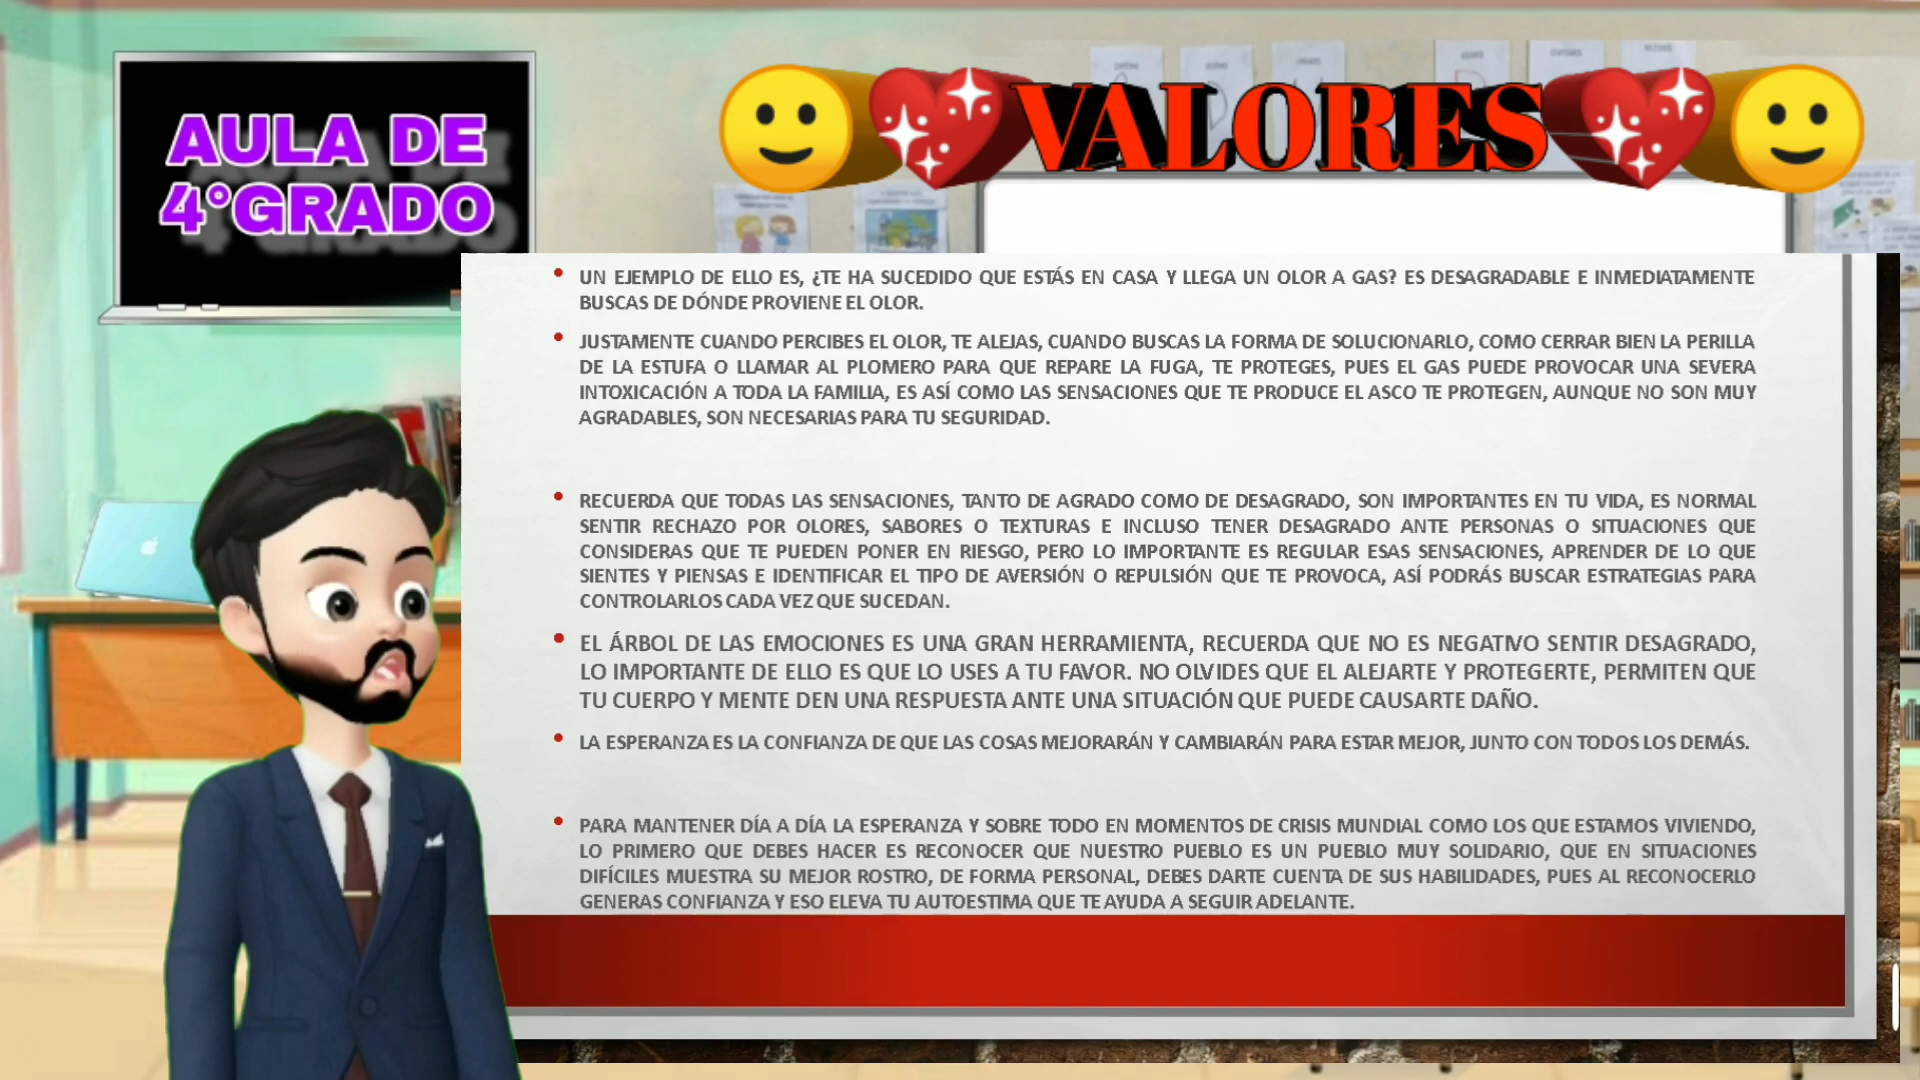 AULA DE
4°GRADO
VALORES
• UN EJEMPLO DE ELLO ES, ¿TE HA SUCEDIDO QUE ESTÁS EN CASA Y LLEGA UN OLOR A GAS? ES DESAGRADABLE E INMEDIATAMENTE
BUSCAS DE DÓNDE PROVIENE EL OLOR.
• JUSTAMENTE CUANDO PERCIBES EL OLOR, TE ALEJAS, CUANDO BUSCAS LA FORMA DE SOLUCIONARLO, COMO CERRAR BIEN LA PERILLA
DE LA ESTUFA O LLAMAR AL PLOMERO PARA QUE REPARE LA FUGA, TE PROTEGES, PUES EL GAS PUEDE PROVOCAR UNA SEVERA
INTOXICACIÓN A TODA LA FAMILIA, ES ASÍ COMO LAS SENSACIONES QUE TE PRODUCE EL ASCO TE PROTEGEN, AUNQUE NO SON MUY
AGRADABLES, SON NECESARIAS PARA TU SEGURIDAD.
• RECUERDA QUE TODAS LAS SENSACIONES, TANTO DE AGRADO COMO DE DESAGRADO, SON IMPORTANTES EN TU VIDA, ES NORMAL
SENTIR RECHAZO POR OLORES, SABORES O TEXTURAS E INCLUSO TENER DESAGRADO ANTE PERSONAS O SITUACIONES QUE
CONSIDERAS QUE TE PUEDEN PONER EN RIESGO, PERO LO IMPORTANTE ES REGULAR ESAS SENSACIONES, APRENDER DE LO QUE
SIENTES Y PIENSAS E IDENTIFICAR EL TIPO DE AVERSIÓN O REPULSIÓN QUE TE PROVOCA, ASÍ PODRÁS BUSCAR ESTRATEGIAS PARA
CONTROLARLOS CADA VEZ QUE SUCEDAN.
• EL ÁRBOL DE LAS EMOCIONES ES UNA GRAN HERRAMIENTA, RECUERDA QUE NO ES NEGATIVO SENTIR DESAGRADO,
LO IMPORTANTE DE ELLO ES QUE LO USES A TU FAVOR. NO OLVIDES QUE EL ALEJARTE Y PROTEGERTE, PERMITEN QUE
TU CUERPO Y MENTE DEN UNA RESPUESTA ANTE UNA SITUACIÓN QUE PUEDE CAUSARTE DAÑO.
• LA ESPERANZA ES LA CONFIANZA DE QUE LAS COSAS MEJORARÁN Y CAMBIARÁN PARA ESTAR MEJOR, JUNTO CON TODOS LOS DEMÁS.
• PARA MANTENER DÍA A DÍA LA ESPERANZA Y SOBRE TODO EN MOMENTOS DE CRISIS MUNDIAL COMO LOS QUE ESTAMOS VIVIENDO,
LO PRIMERO QUE DEBES HACER ES RECONOCER QUE NUESTRO PUEBLO ES UN PUEBLO MUY SOLIDARIO, QUE EN SITUACIONES
DIFÍCILES MUESTRA SU MEJOR ROSTRO, DE FORMA PERSONAL, DEBES DARTE CUENTA DE SUS HABILIDADES, PUES AL RECONOCERLO
GENERAS CONFIANZA Y ESO ELEVA TU AUTOESTIMA QUE TE AYUDA A SEGUIR ADELANTE.